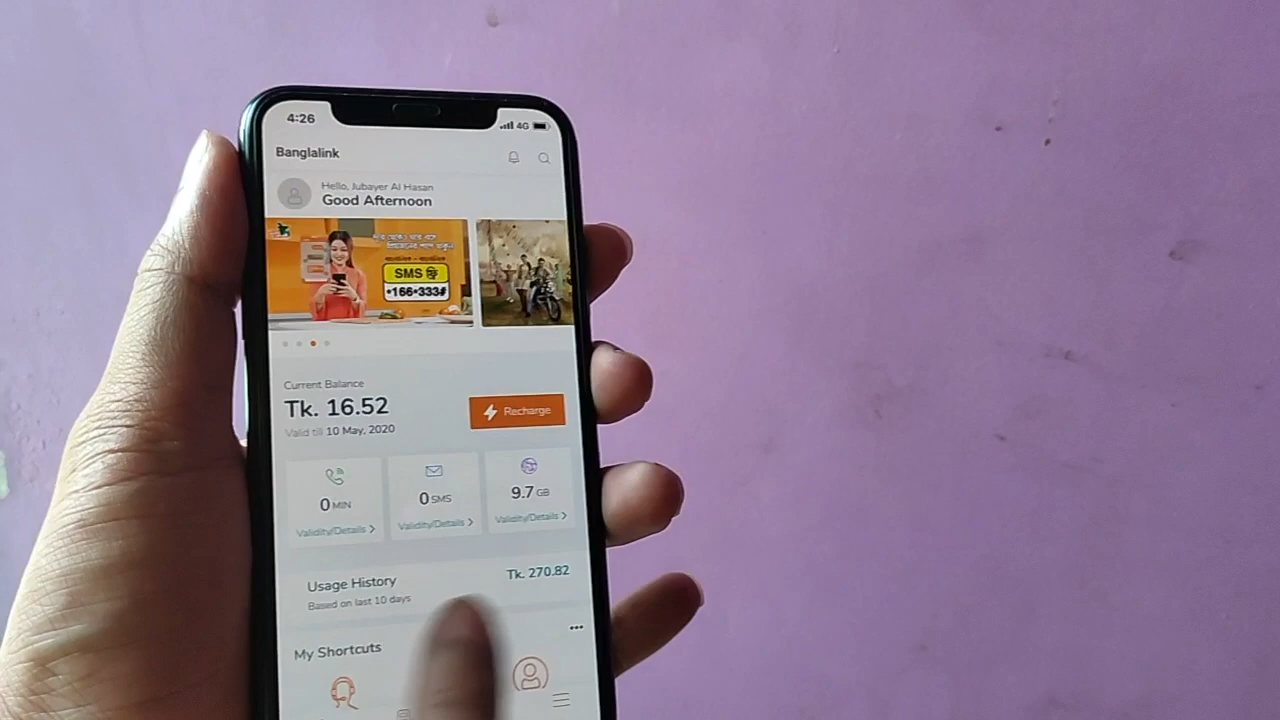 4:26
4G
Banglalink
Hello, Jubayer Al Hasan
Good Afternoon
SMS ফ্রি
*166*333#
Current Balance
Tk. 16.52
Recharge
Valid till 10 May, 2020
0 MIN
0 SMS
9.7 GB
Validity/Details >
Validity/Details >
Validity/Details >
Usage History
Tk. 270.82
Based on last 10 days
My Shortcuts